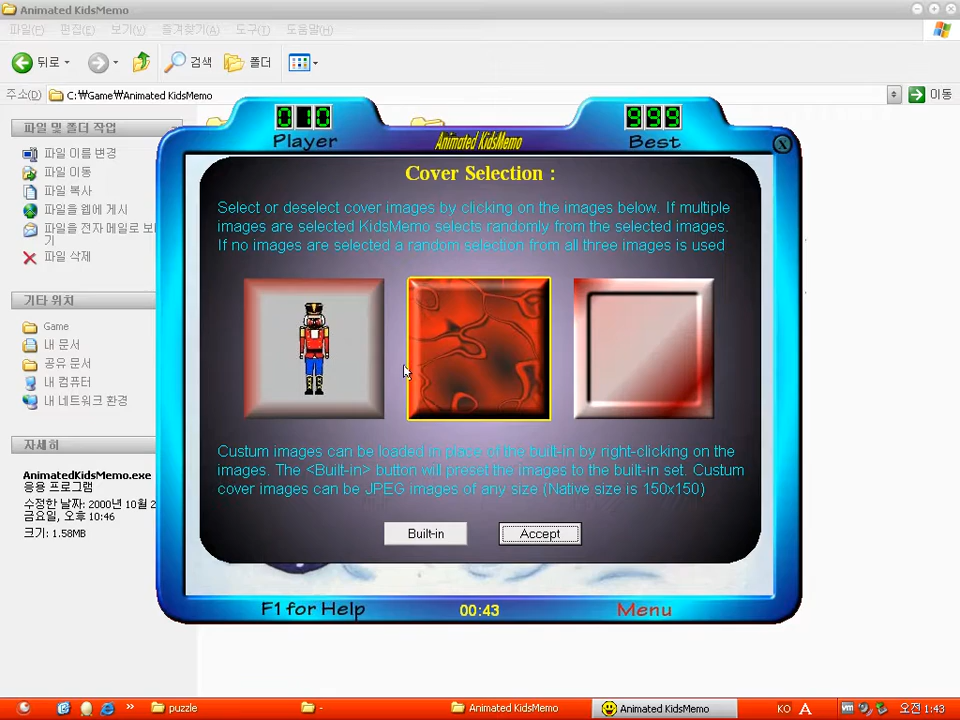 Animated KidsMemo
파일(F) 편집(E) 보기(V) 즐겨찾기(A) 도구(T) 도움말(H)
뒤로 검색 폴더
주소(D) C:₩Game₩Animated KidsMemo 이동
파일 및 폴더 작업
파일 이름 변경
파일 이동
파일 복사
파일을 웹에 게시
파일을 전자 메일로 보
기
파일 삭제
기타 위치
Game
내 문서
공유 문서
내 컴퓨터
내 네트워크 환경
자세히
AnimatedKidsMemo.exe
응용 프로그램
수정한 날짜: 2000년 10월 2
금요일, 오후 10:46
크기: 1.58MB
010 999
Player Animated KidsMemo Best X
Cover Selection :
Select or deselect cover images by clicking on the images below. If multiple
images are selected KidsMemo selects randomly from the selected images.
If no images are selected a random selection from all three images is used
Custum images can be loaded in place of the built-in by right-clicking on the
images. The <Built-in> button will preset the images to the built-in set. Custum
cover images can be JPEG images of any size (Native size is 150x150)
Built-in Accept
F1 for Help 00:43 Menu
puzzle - Animated KidsMemo Animated KidsMemo KO A 오전 1:43